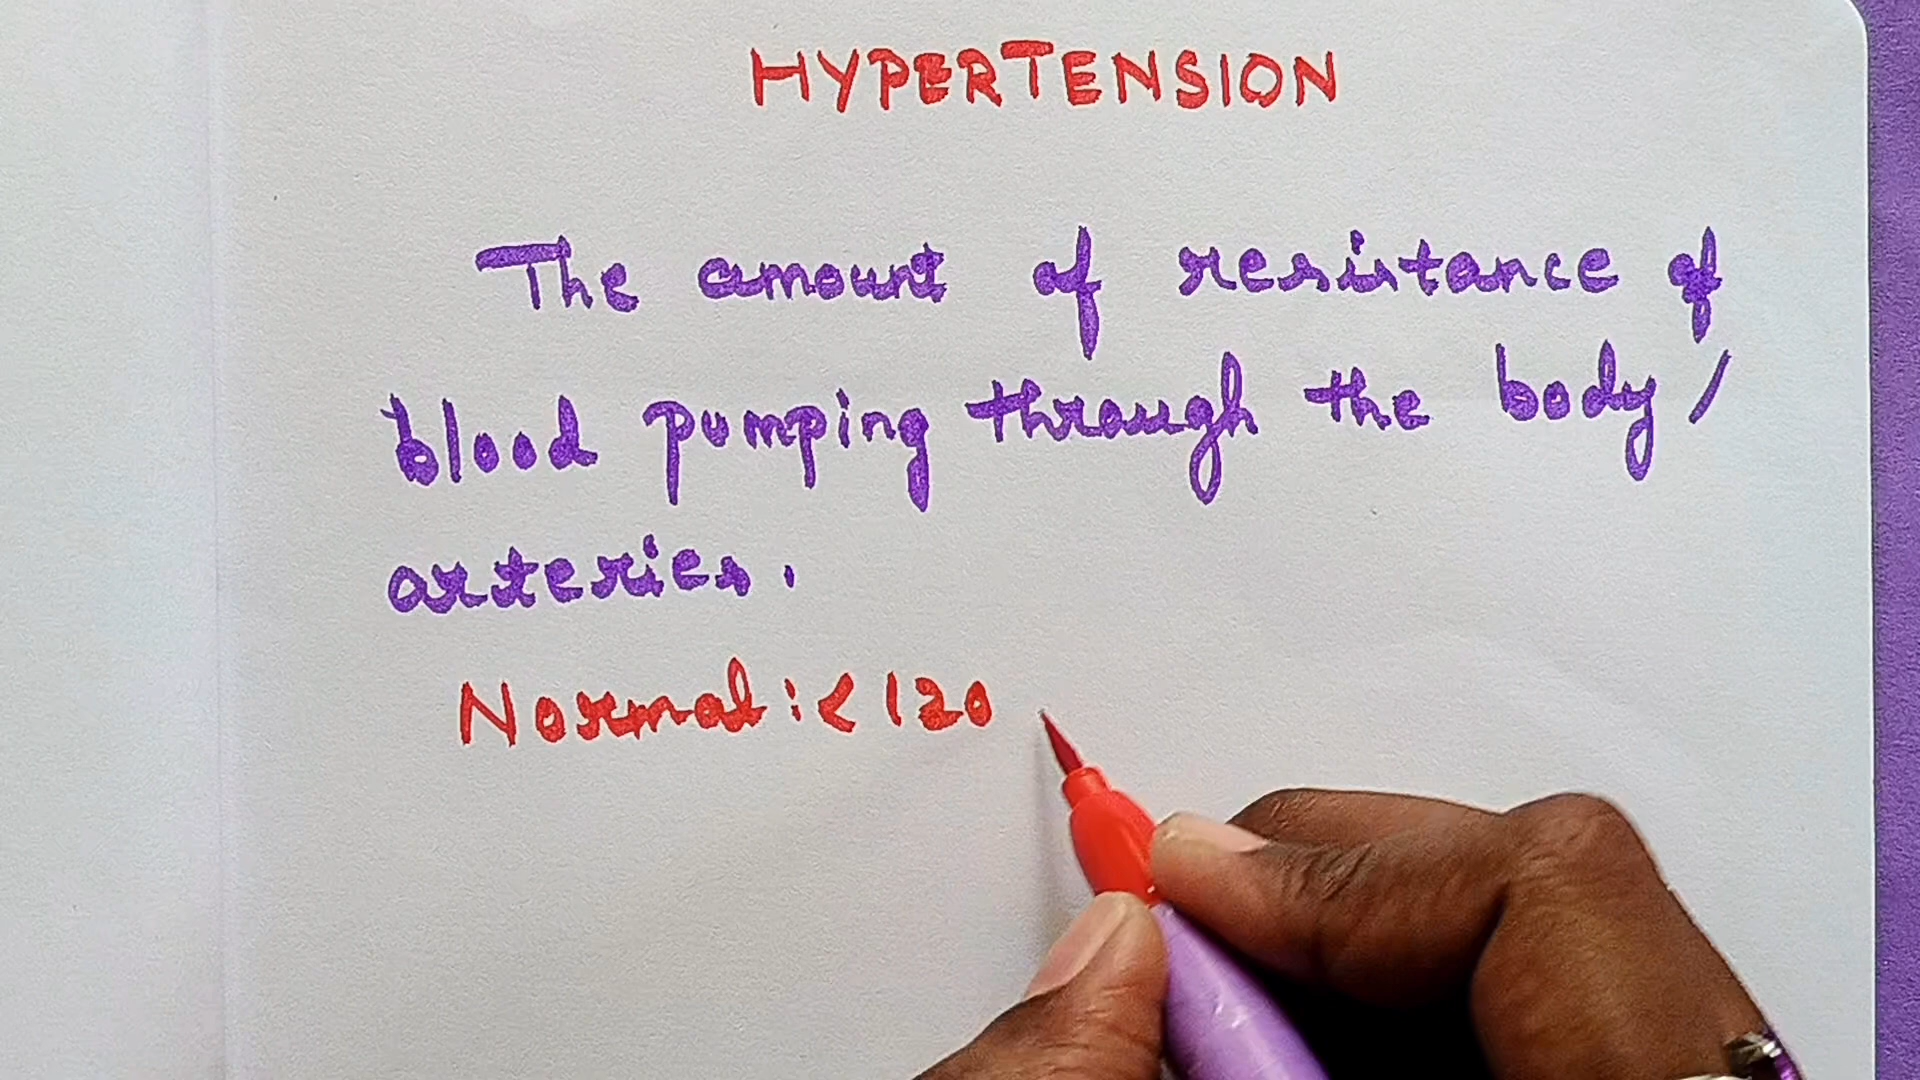 HYPERTENSION
The amount of resistance of
blood pumping through the body/
arteries.
Normal: < 120